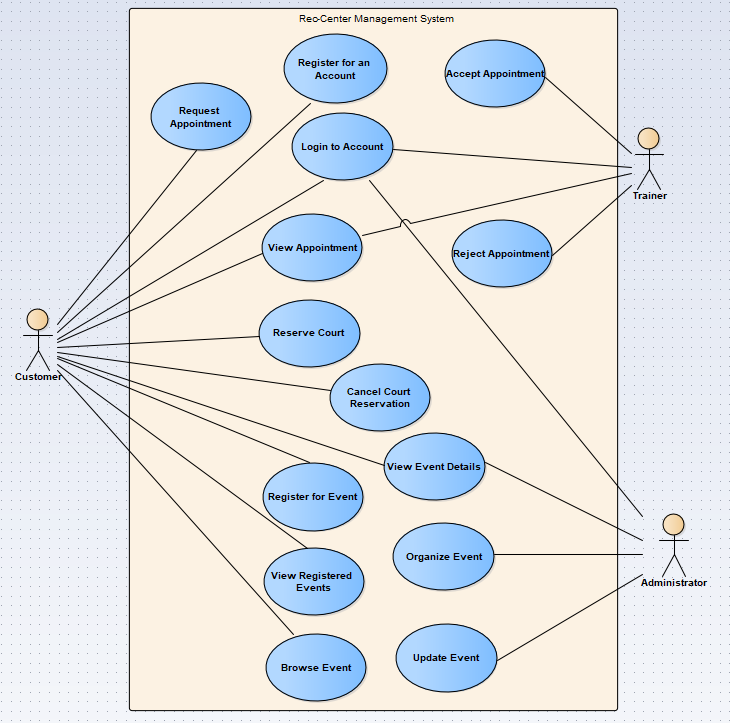 Rec-Center Management System
Register for an
Account
Accept Appointment
Request
Appointment
Login to Account
Trainer
View Appointment
Reject Appointment
Reserve Court
Customer
Cancel Court
Reservation
View Event Details
Register for Event
Organize Event
View Registered
Events
Administrator
Browse Event
Update Event